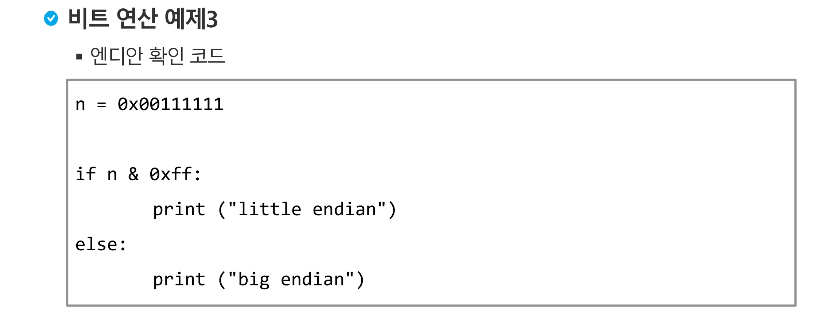 비트 연산 예제3
엔디안 확인 코드
n = 0x00111111
if n & 0xff:
print ("little endian")
else:
print ("big endian")